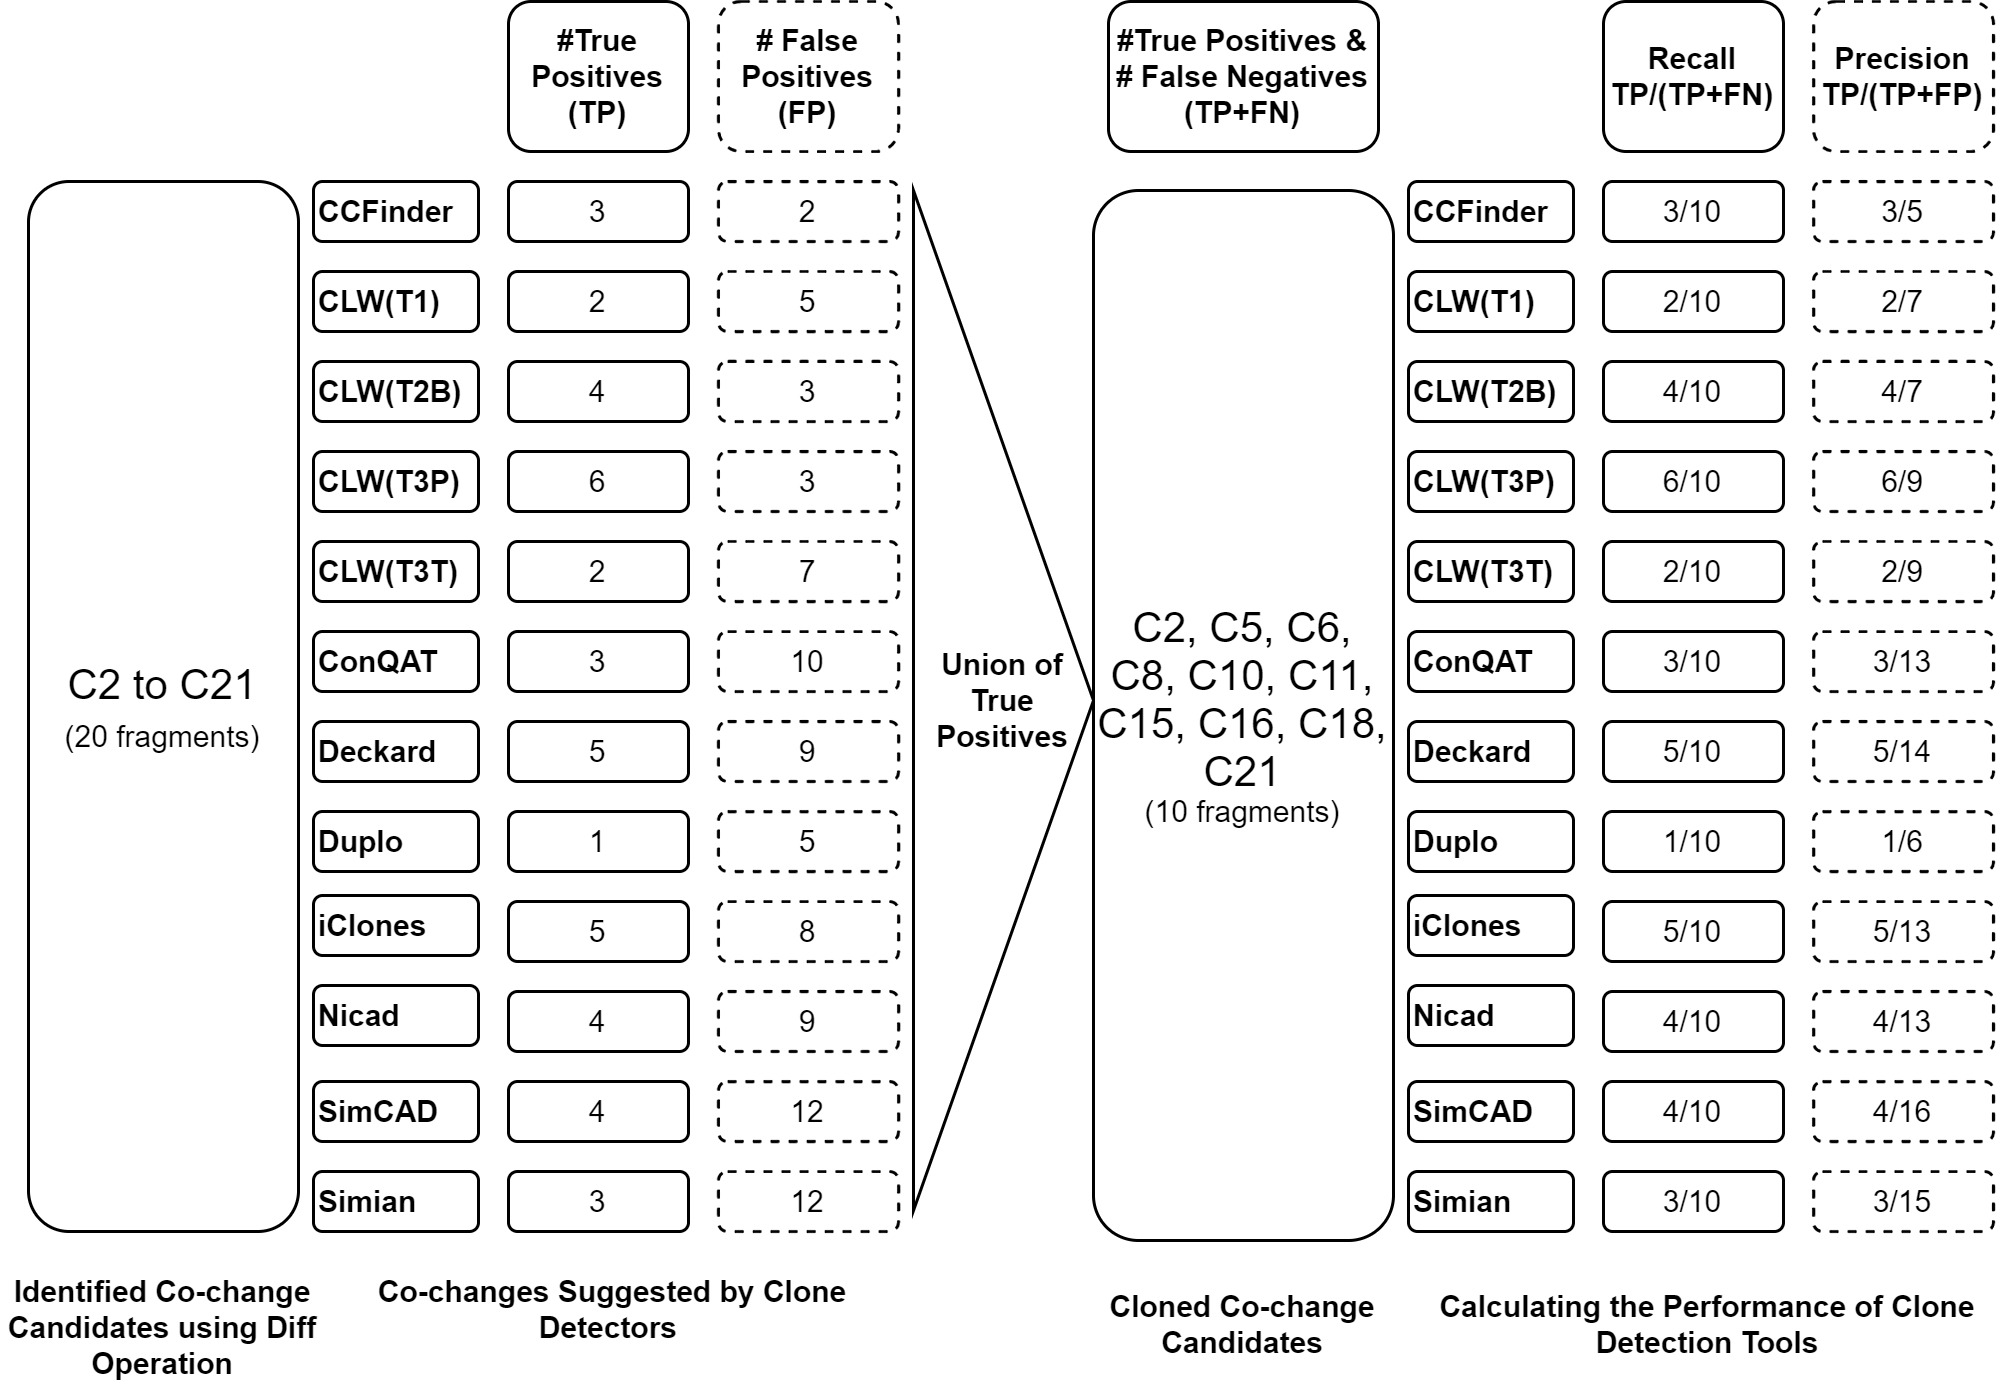 #True
Positives
(TP)
# False
Positives
(FP)
#True Positives &
# False Negatives
(TP+FN)
Recall
TP/(TP+FN)
Precision
TP/(TP+FP)
C2 to C21
(20 fragments)
CCFinder
3
2
CLW(T1)
2
5
CLW(T2B)
4
3
CLW(T3P)
6
3
CLW(T3T)
2
7
ConQAT
3
10
Deckard
5
9
Duplo
1
5
iClones
5
8
Nicad
4
9
SimCAD
4
12
Simian
3
12
Union of
True
Positives
C2, C5, C6,
C8, C10, C11,
C15, C16, C18,
C21
(10 fragments)
CCFinder
3/10
3/5
CLW(T1)
2/10
2/7
CLW(T2B)
4/10
4/7
CLW(T3P)
6/10
6/9
CLW(T3T)
2/10
2/9
ConQAT
3/10
3/13
Deckard
5/10
5/14
Duplo
1/10
1/6
iClones
5/10
5/13
Nicad
4/10
4/13
SimCAD
4/10
4/16
Simian
3/10
3/15
Identified Co-change
Candidates using Diff
Operation
Co-changes Suggested by Clone
Detectors
Cloned Co-change
Candidates
Calculating the Performance of Clone
Detection Tools